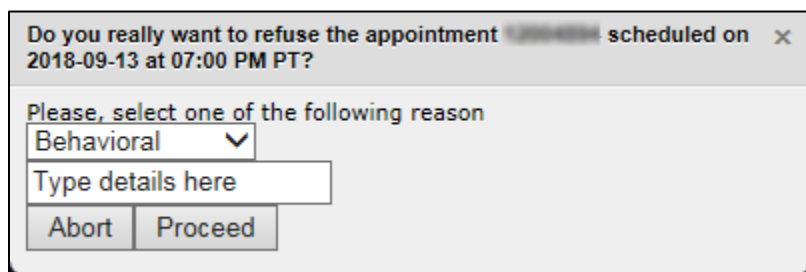 Do you really want to refuse the appointment scheduled on
2018-09-13 at 07:00 PM PT?
Please, select one of the following reason
Behavioral
Type details here
Abort Proceed